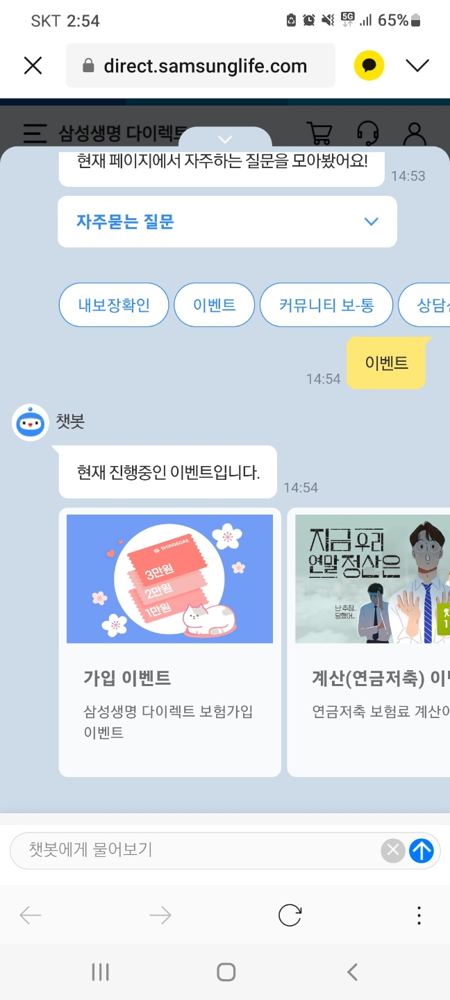 SKT 2:54
5G
65%
direct.samsunglife.com
삼성생명 다이렉트
현재 페이지에서 자주하는 질문을 모아봤어요!
14:53
자주묻는 질문
내보장확인
이벤트
커뮤니티 보-통
상담
이벤트
14:54
챗봇
현재 진행중인 이벤트입니다.
14:54
SHINSEGAE
3만원
2만원
1만원
가입 이벤트
삼성생명 다이렉트 보험가입
이벤트
지금 우리
연말 정산은
난 추징..
당했어..
계산(연금저축) 이
연금저축 보험료 계산
챗봇에게 물어보기